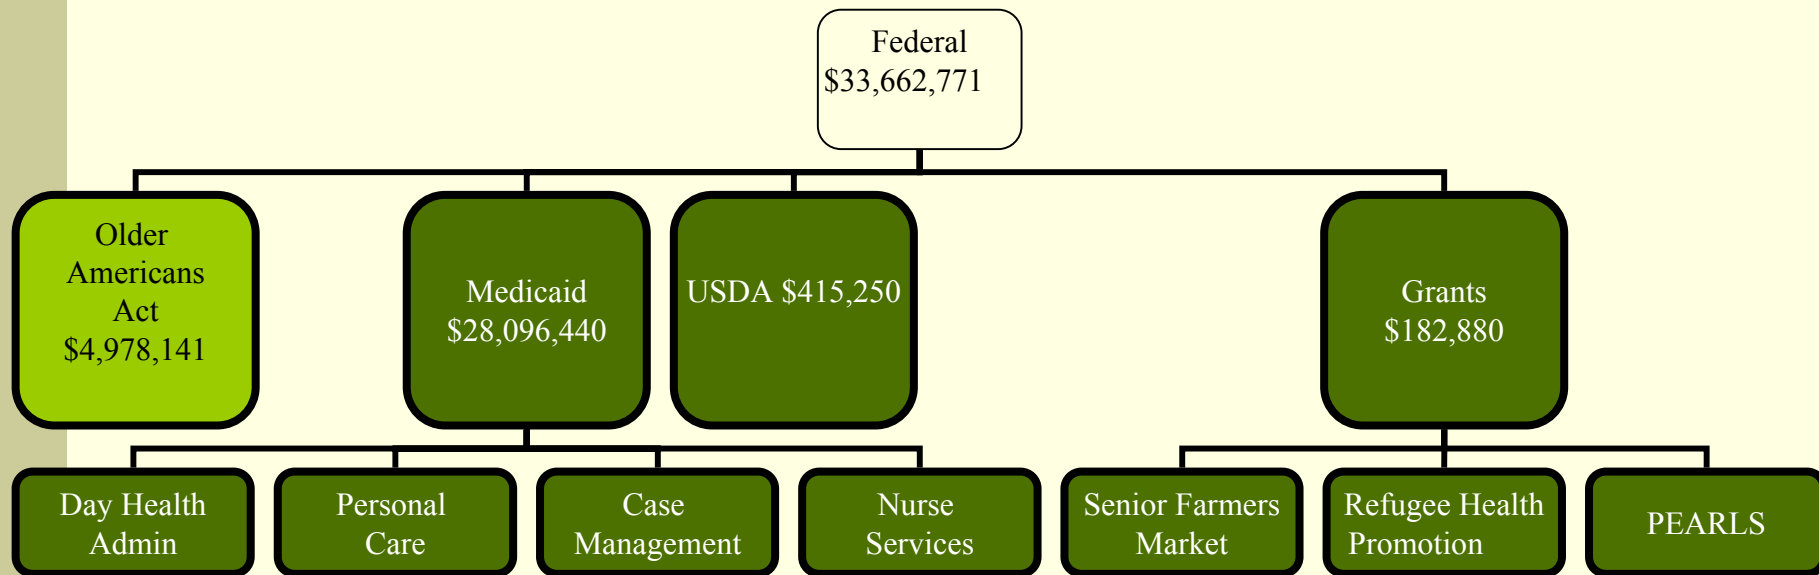 Federal
$33,662,771
Older
Americans
Act
$4,978,141
Medicaid
$28,096,440
USDA $415,250
Grants
$182,880
Day Health
Admin
Personal
Care
Case
Management
Nurse
Services
Senior Farmers
Market
Refugee Health
Promotion
PEARLS